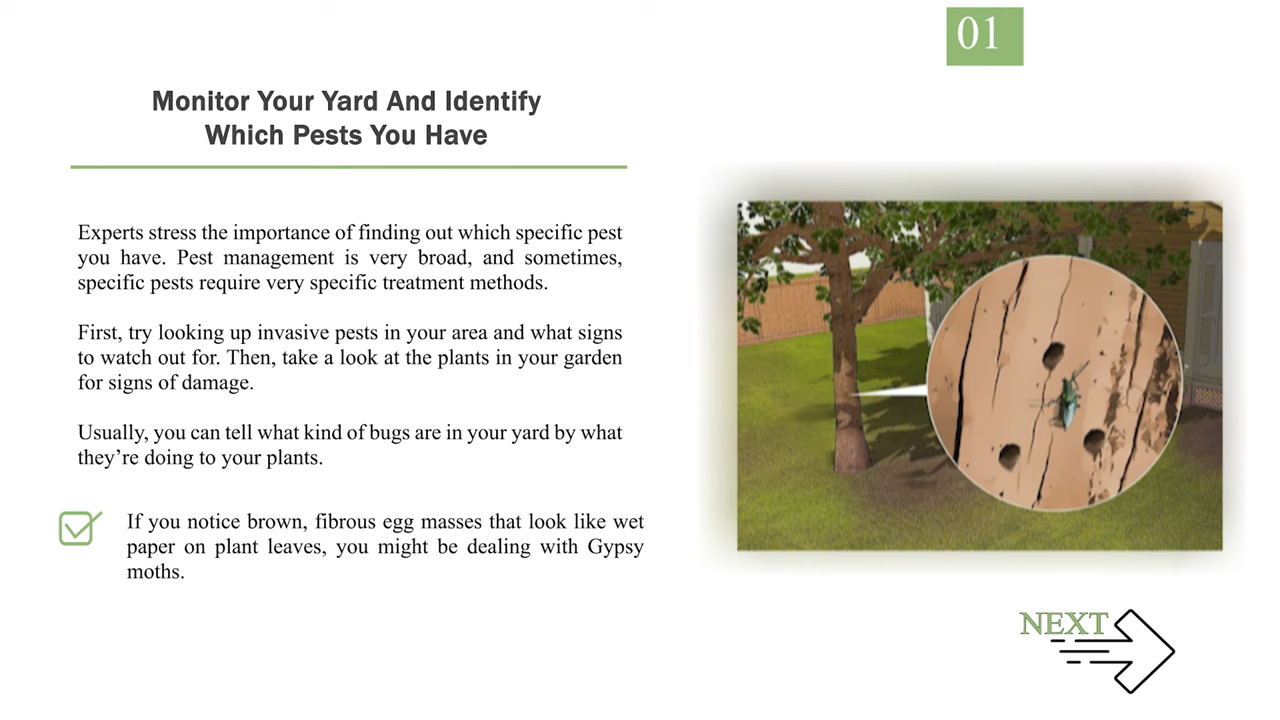 01
Monitor Your Yard And Identify
Which Pests You Have
Experts stress the importance of finding out which specific pest
you have. Pest management is very broad, and sometimes,
specific pests require very specific treatment methods.
First, try looking up invasive pests in your area and what signs
to watch out for. Then, take a look at the plants in your garden
for signs of damage.
Usually, you can tell what kind of bugs are in your yard by what
they’re doing to your plants.
If you notice brown, fibrous egg masses that look like wet
paper on plant leaves, you might be dealing with Gypsy
moths.
NEXT